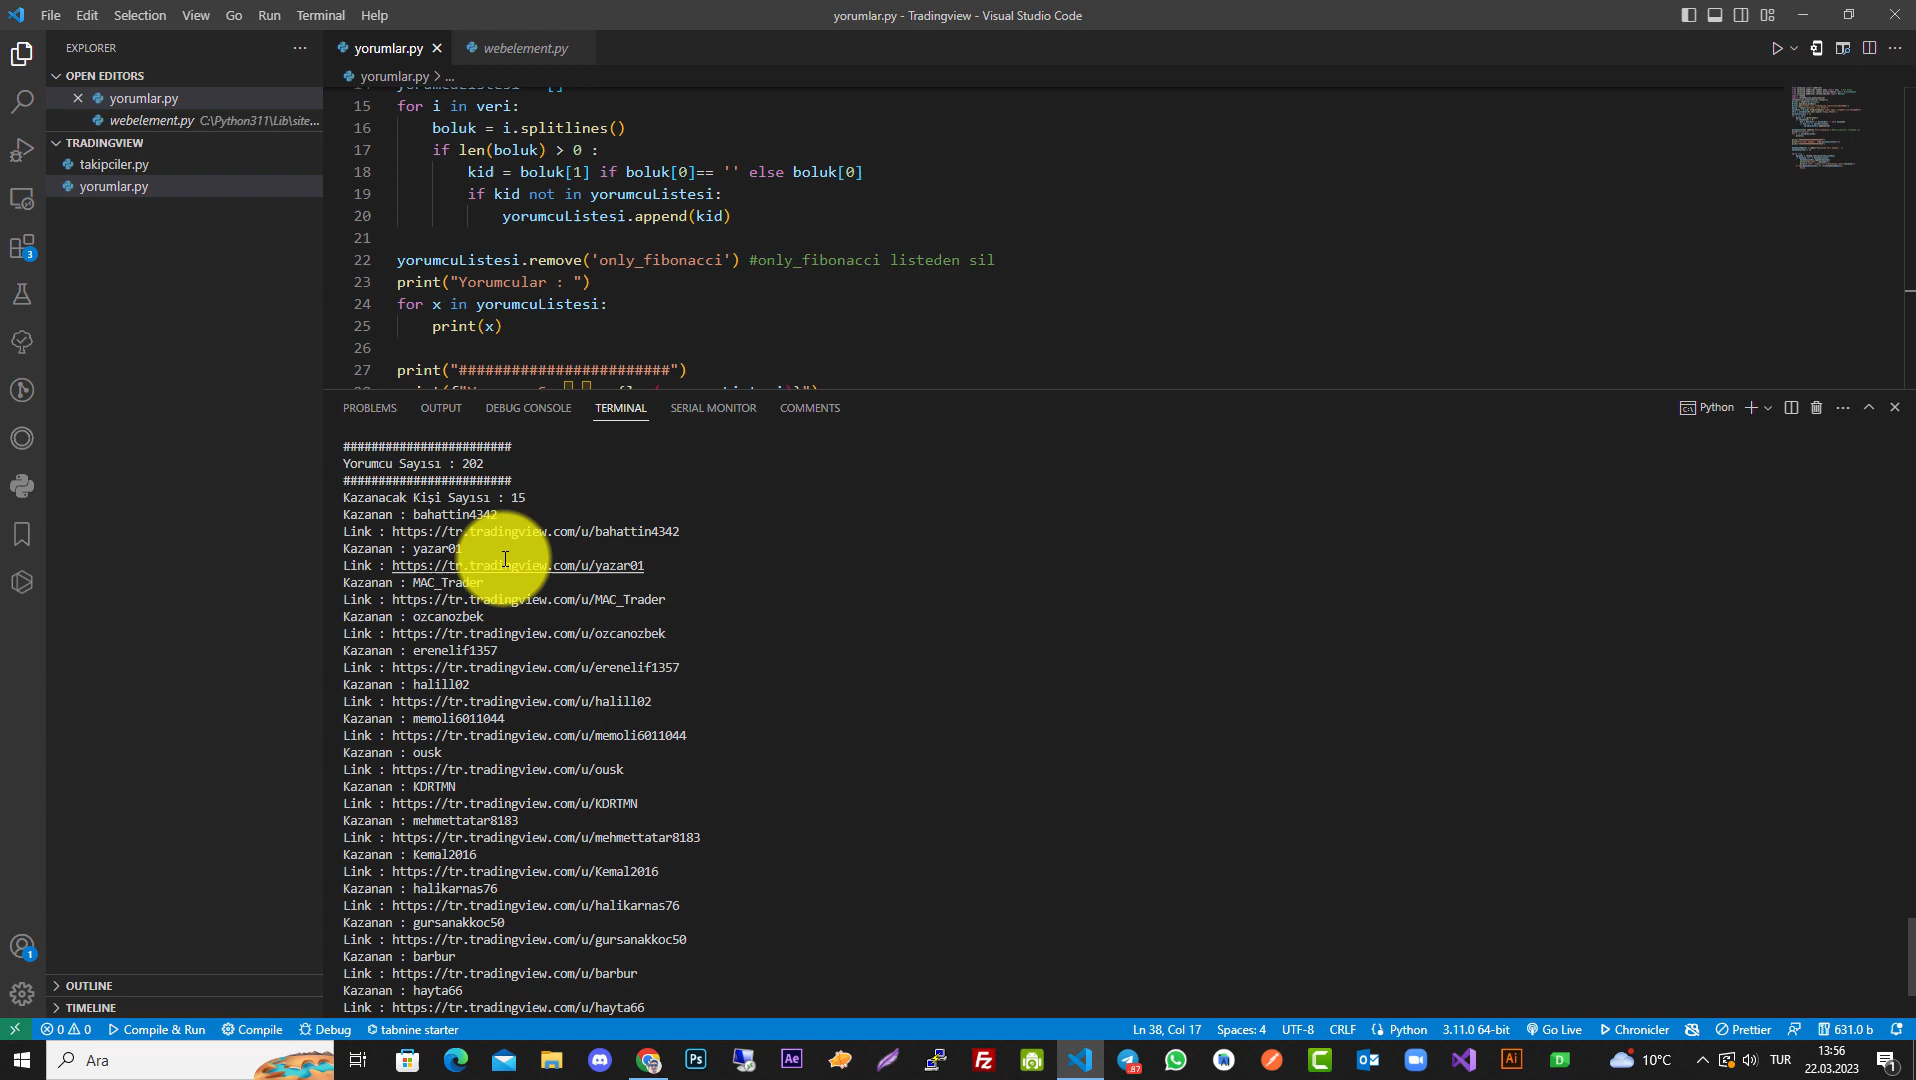 File Edit Selection View Go Run Terminal Help
yorumlar.py - Tradingview - Visual Studio Code
EXPLORER
OPEN EDITORS
yorumlar.py
webelement.py C:\Python311\Lib\site...
TRADINGVIEW
takipciler.py
yorumlar.py
OUTLINE
TIMELINE
yorumlar.py webelement.py
yorumlar.py > ...
15 for i in veri:
16 boluk = i.splitlines()
17 if len(boluk) > 0 :
18 kid = boluk[1] if boluk[0]== '' else boluk[0]
19 if kid not in yorumcuListesi:
20 yorumcuListesi.append(kid)
21
22 yorumcuListesi.remove('only_fibonacci') #only_fibonacci listeden sil
23 print("Yorumcular : ")
24 for x in yorumcuListesi:
25 print(x)
26
27 print("########################")
PROBLEMS OUTPUT DEBUG CONSOLE TERMINAL SERIAL MONITOR COMMENTS
Python
########################
Yorumcu Sayısı : 202
########################
Kazanacak Kişi Sayısı : 15
Kazanan : bahattin4342
Link : https://tr.tradingview.com/u/bahattin4342
Kazanan : yazar01
Link : https://tr.tradingview.com/u/yazar01
Kazanan : MAC_Trader
Link : https://tr.tradingview.com/u/MAC_Trader
Kazanan : ozcanozbek
Link : https://tr.tradingview.com/u/ozcanozbek
Kazanan : erenelif1357
Link : https://tr.tradingview.com/u/erenelif1357
Kazanan : halill02
Link : https://tr.tradingview.com/u/halill02
Kazanan : memoli6011044
Link : https://tr.tradingview.com/u/memoli6011044
Kazanan : ousk
Link : https://tr.tradingview.com/u/ousk
Kazanan : KDRTMN
Link : https://tr.tradingview.com/u/KDRTMN
Kazanan : mehmettatar8183
Link : https://tr.tradingview.com/u/mehmettatar8183
Kazanan : Kemal2016
Link : https://tr.tradingview.com/u/Kemal2016
Kazanan : halikarnas76
Link : https://tr.tradingview.com/u/halikarnas76
Kazanan : gursanakkoc50
Link : https://tr.tradingview.com/u/gursanakkoc50
Kazanan : barbur
Link : https://tr.tradingview.com/u/barbur
Kazanan : hayta66
Link : https://tr.tradingview.com/u/hayta66
0 0 Compile & Run Compile Debug tabnine starter Ln 38, Col 17 Spaces: 4 UTF-8 CRLF Python 3.11.0 64-bit Go Live Chronicler Prettier 631.0 b
Ara
10°C TUR 13:56
22.03.2023